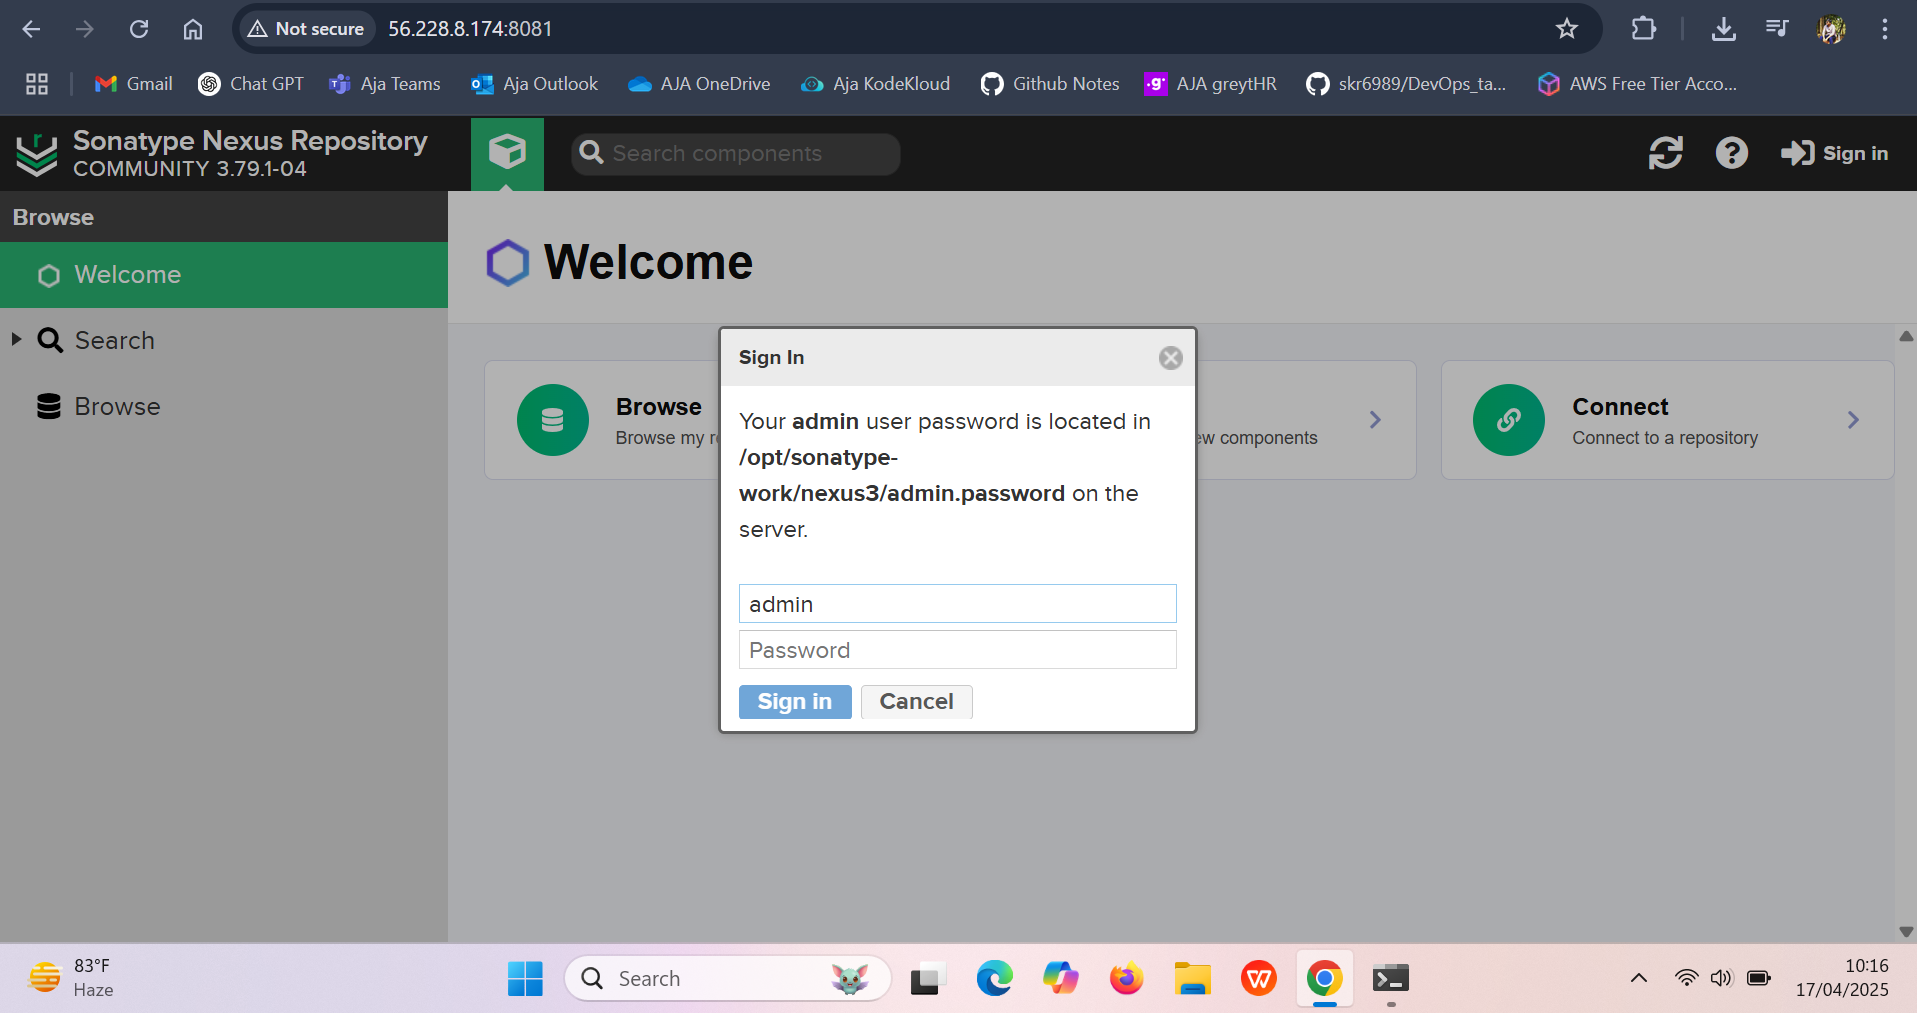 Not secure
56.228.8.174:8081
Gmail
Chat GPT
Aja Teams
Aja Outlook
AJA OneDrive
Aja KodeKloud
Github Notes
.g
AJA greytHR
skr6989/DevOps_ta...
AWS Free Tier Acco...
r
Sonatype Nexus Repository
COMMUNITY 3.79.1-04
Search components
?
Sign in
Browse
Welcome
Search
Browse
Welcome
Browse
Browse my r
ew components
Connect
Connect to a repository
Sign In
Your admin user password is located in
/opt/sonatype-
work/nexus3/admin.password on the
server.
admin
Password
Sign in
Cancel
83°F
Haze
Search
W
10:16
17/04/2025